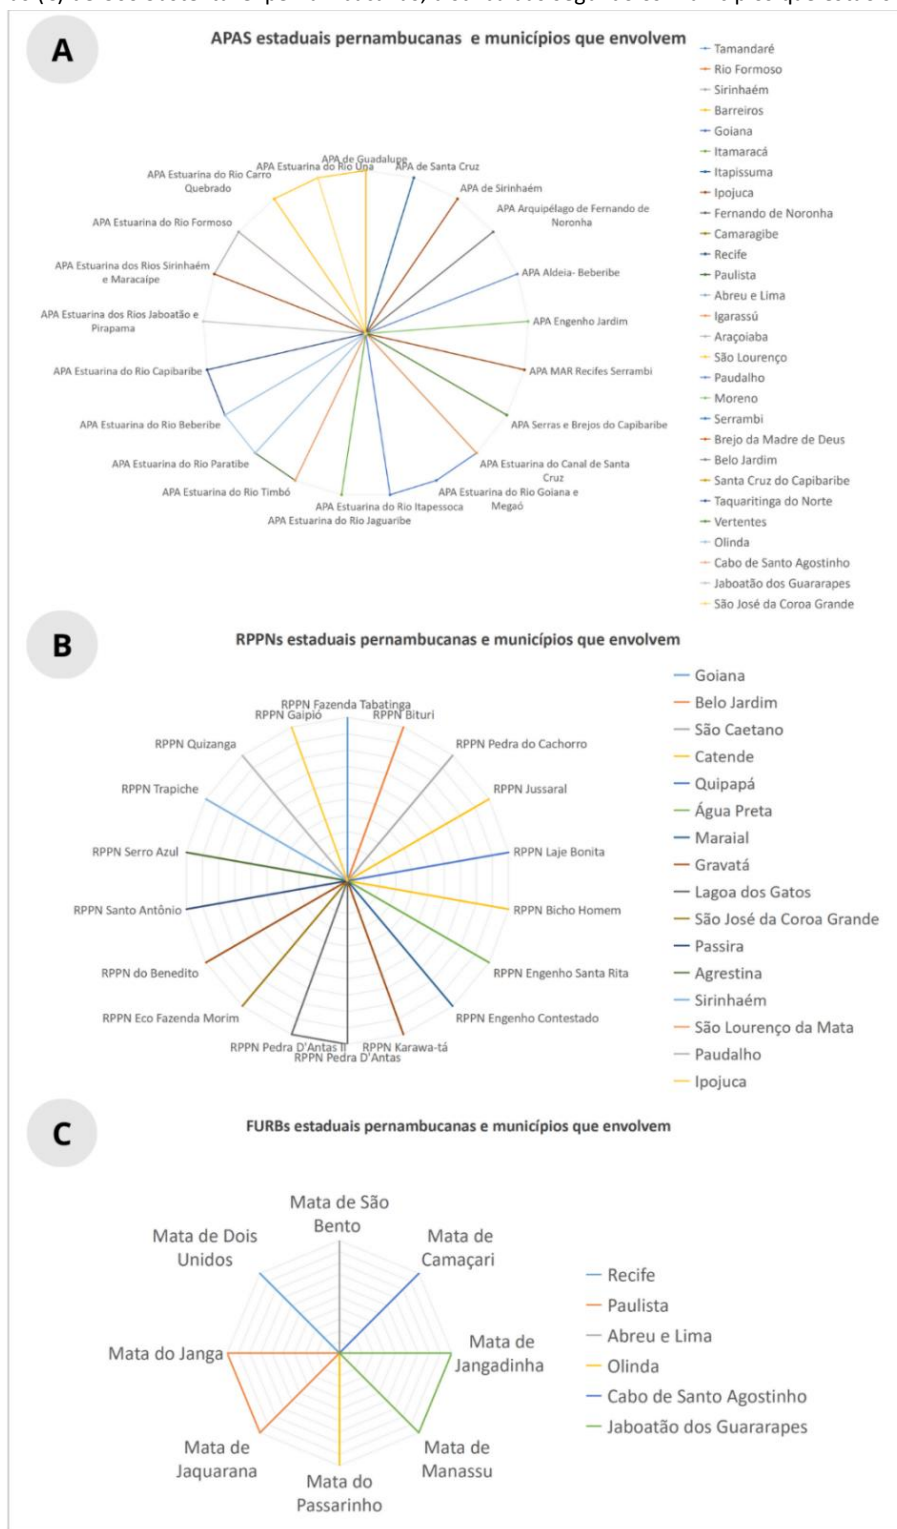 A
APAS estaduais pernambucanas e municípios que envolvem
APA de Guadalupe
APA de Santa Cruz
APA de Sirinhaém
APA Arquipélago de Fernando de
Noronha
APA Aldeia- Beberibe
APA Engenho Jardim
APA MAR Recifes Serrambi
APA Serras e Brejos do Capibaribe
APA Estuarina do Canal de Santa
Cruz
APA Estuarina do Rio Goiana e
Megaó
APA Estuarina do Rio Itapessoca
APA Estuarina do Rio Jaguaribe
APA Estuarina do Rio Timbó
APA Estuarina do Rio Paratibe
APA Estuarina do Rio Beberibe
APA Estuarina do Rio Capibaribe
APA Estuarina dos Rios Jaboatão e
Pirapama
APA Estuarina dos Rios Sirinhaém
e Maracaípe
APA Estuarina do Rio Formoso
APA Estuarina do Rio Carro
Quebrado
APA Estuarina do Rio Una
Tamandaré
Rio Formoso
Sirinhaém
Barreiros
Goiana
Itamaracá
Itapissuma
Ipojuca
Fernando de Noronha
Camaragibe
Recife
Paulista
Abreu e Lima
Igarassú
Araçoiaba
São Lourenço
Paudalho
Moreno
Serrambi
Brejo da Madre de Deus
Belo Jardim
Santa Cruz do Capibaribe
Taquaritinga do Norte
Vertentes
Olinda
Cabo de Santo Agostinho
Jaboatão dos Guararapes
São José da Coroa Grande
B
RPPNs estaduais pernambucanas e municípios que envolvem
RPPN Fazenda Tabatinga
RPPN Bituri
RPPN Pedra do Cachorro
RPPN Jussaral
RPPN Laje Bonita
RPPN Bicho Homem
RPPN Engenho Santa Rita
RPPN Engenho Contestado
RPPN Karawa-tá
RPPN Pedra D'Antas
RPPN Pedra D'Antas II
RPPN Eco Fazenda Morim
RPPN do Benedito
RPPN Santo Antônio
RPPN Serro Azul
RPPN Trapiche
RPPN Quizanga
RPPN Gaipió
Goiana
Belo Jardim
São Caetano
Catende
Quipapá
Água Preta
Maraial
Gravatá
Lagoa dos Gatos
São José da Coroa Grande
Passira
Agrestina
Sirinhaém
São Lourenço da Mata
Paudalho
Ipojuca
C
FURBs estaduais pernambucanas e municípios que envolvem
Mata de São
Bento
Mata de
Camaçari
Mata de
Jangadinha
Mata de
Manassu
Mata do
Passarinho
Mata de
Jaquarana
Mata do Janga
Mata de Dois
Unidos
Recife
Paulista
Abreu e Lima
Olinda
Cabo de Santo Agostinho
Jaboatão dos Guararapes